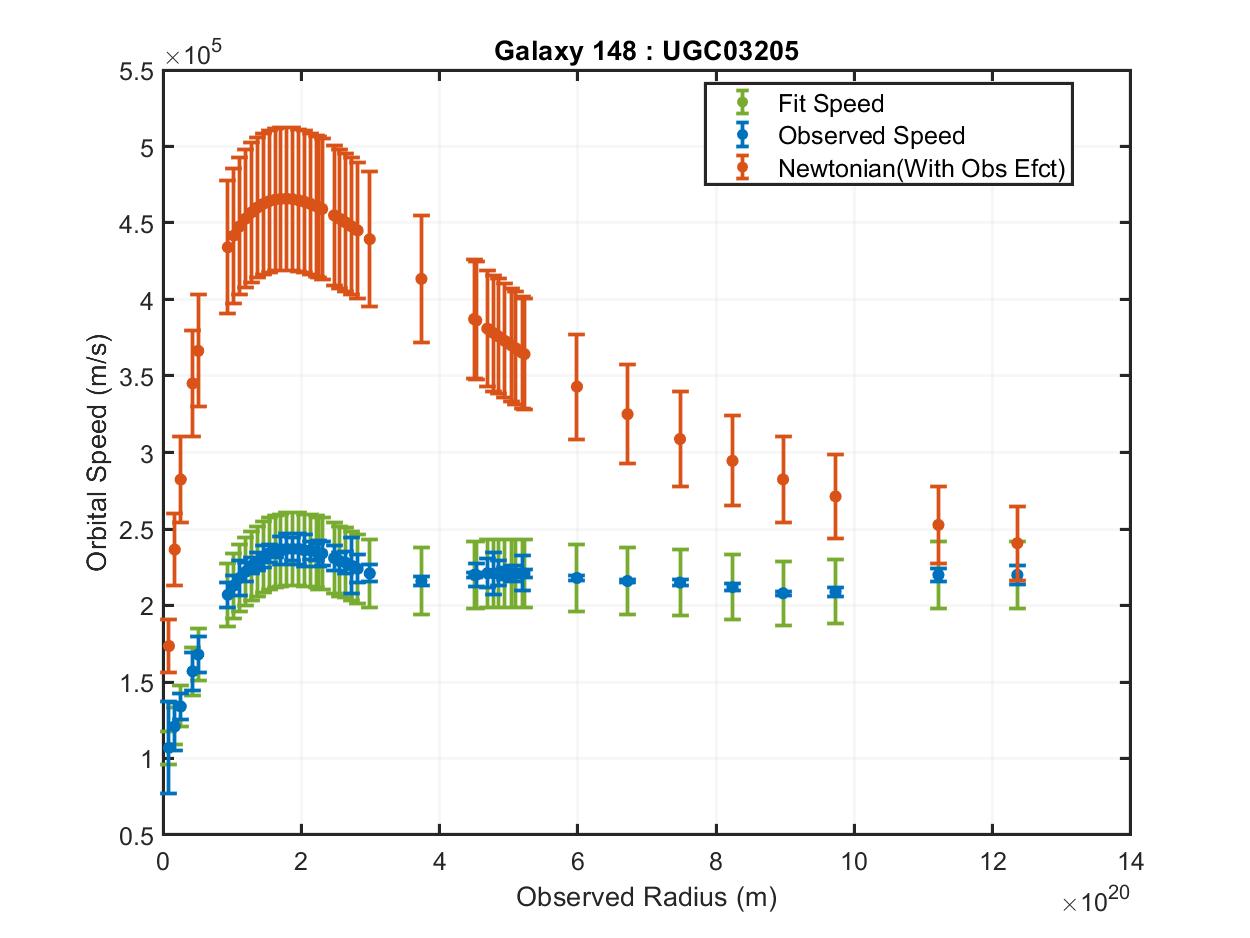 Galaxy 148 : UGC03205
×10^5
5.5
5
4.5
4
3.5
3
2.5
2
1.5
1
0.5
Orbital Speed (m/s)
Fit Speed
Observed Speed
Newtonian(With Obs Efct)
0 2 4 6 8 10 12 14
Observed Radius (m)
×10^20